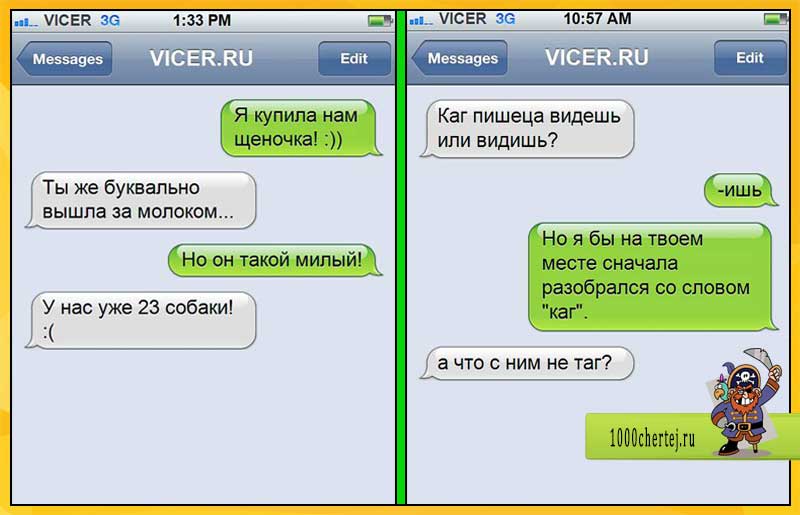 VICER 3G 1:33 PM
Messages VICER.RU Edit
Я купила нам
щеночка! :))
Ты же буквально
вышла за молоком...
Но он такой милый!
У нас уже 23 собаки!
:(
VICER 3G 10:57 AM
Messages VICER.RU Edit
Каг пишеца видешь
или видишь?
-ишь
Но я бы на твоем
месте сначала
разобрался со словом
"каг".
а что с ним не таг?
1000chertej.ru